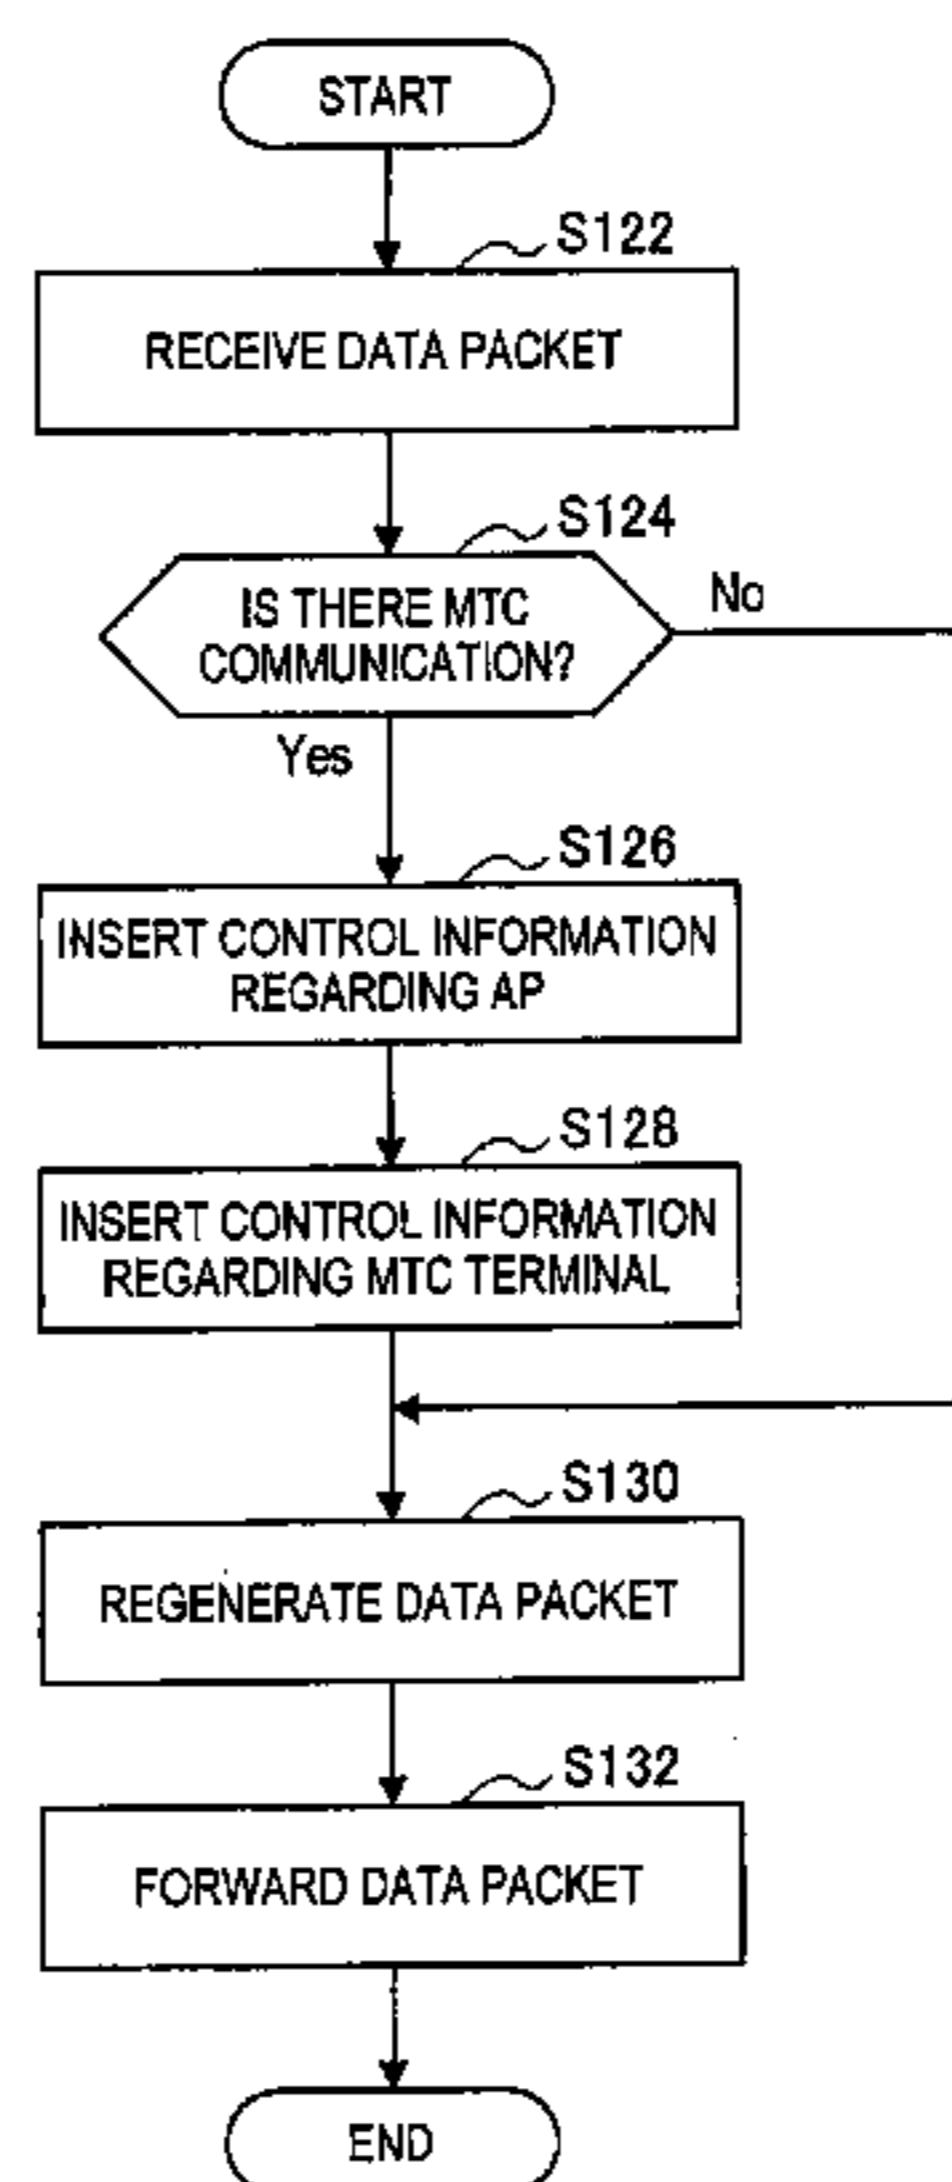 START
S122
RECEIVE DATA PACKET
S124
IS THERE MTC
COMMUNICATION?
No
Yes
S126
INSERT CONTROL INFORMATION
REGARDING AP
S128
INSERT CONTROL INFORMATION
REGARDING MTC TERMINAL
S130
REGENERATE DATA PACKET
S132
FORWARD DATA PACKET
END